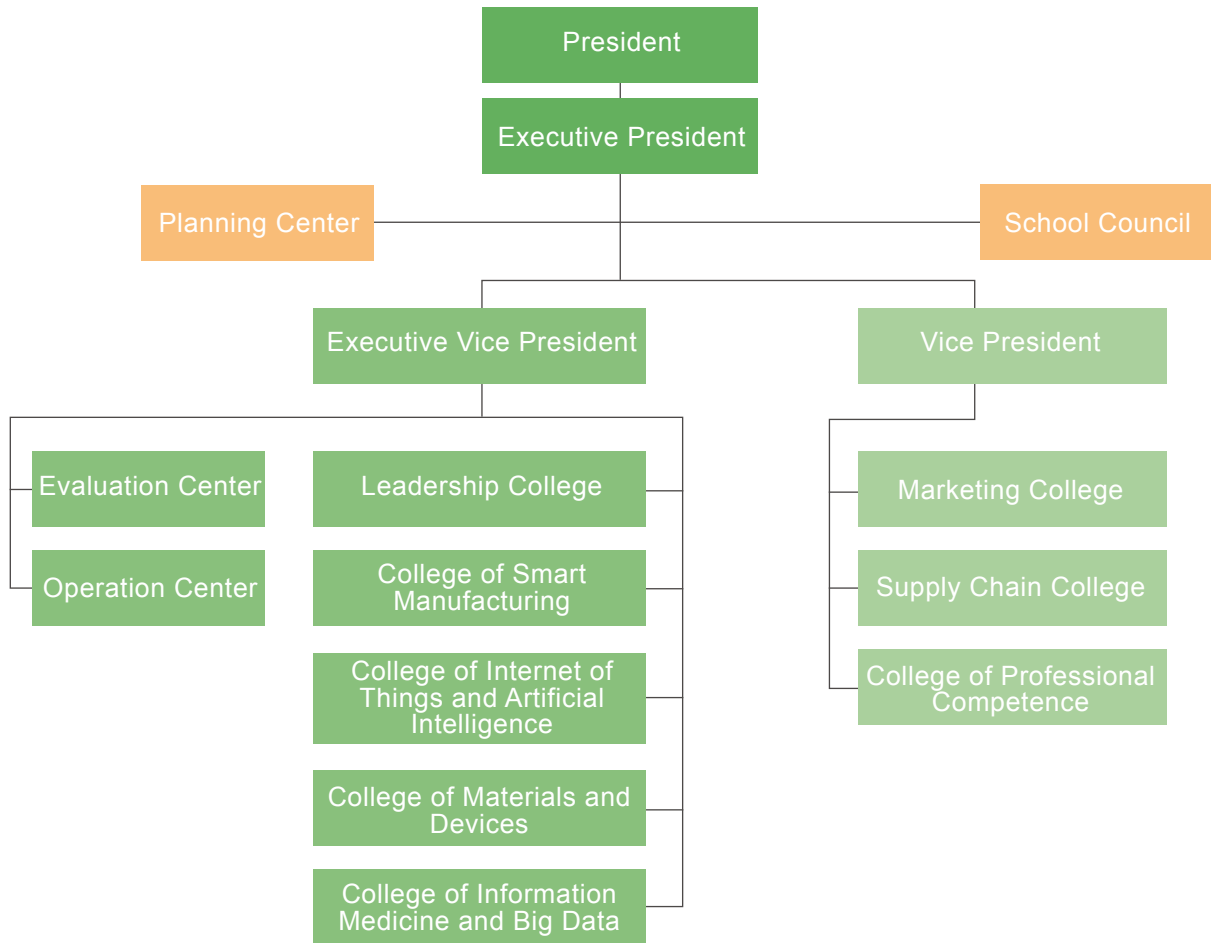 President
Executive President
Planning Center
School Council
Executive Vice President
Vice President
Evaluation Center
Operation Center
Leadership College
College of Smart
Manufacturing
College of Internet of
Things and Artificial
Intelligence
College of Materials and
Devices
College of Information
Medicine and Big Data
Marketing College
Supply Chain College
College of Professional
Competence